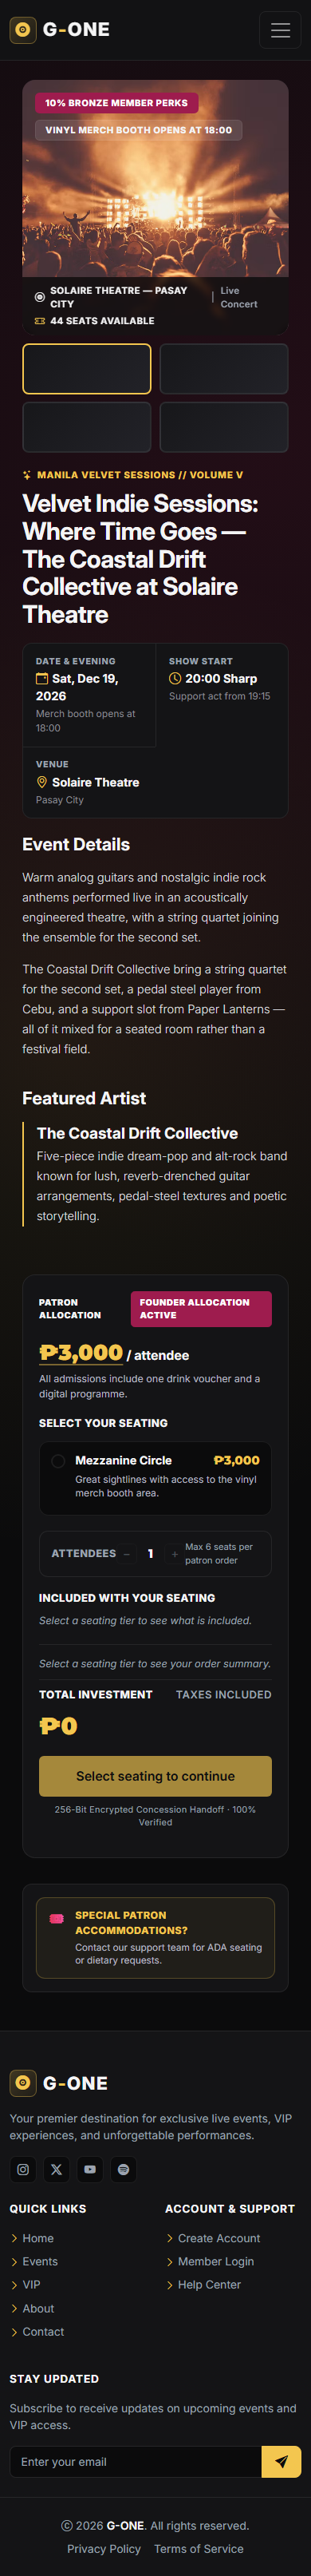 G-ONE
10% BRONZE MEMBER PERKS
VINYL MERCH BOOTH OPENS AT 18:00
SOLAIRE THEATRE — PASAY
CITY
Live
Concert
44 SEATS AVAILABLE
MANILA VELVET SESSIONS // VOLUME V
Velvet Indie Sessions:
Where Time Goes —
The Coastal Drift
Collective at Solaire
Theatre
DATE & EVENING
Sat, Dec 19,
2026
Merch booth opens at
18:00
SHOW START
20:00 Sharp
Support act from 19:15
VENUE
Solaire Theatre
Pasay City
Event Details
Warm analog guitars and nostalgic indie rock
anthems performed live in an acoustically
engineered theatre, with a string quartet joining
the ensemble for the second set.
The Coastal Drift Collective bring a string quartet
for the second set, a pedal steel player from
Cebu, and a support slot from Paper Lanterns —
all of it mixed for a seated room rather than a
festival field.
Featured Artist
The Coastal Drift Collective
Five-piece indie dream-pop and alt-rock band
known for lush, reverb-drenched guitar
arrangements, pedal-steel textures and poetic
storytelling.
PATRON
ALLOCATION
FOUNDER ALLOCATION
ACTIVE
₱3,000 / attendee
All admissions include one drink voucher and a
digital programme.
SELECT YOUR SEATING
Mezzanine Circle ₱3,000
Great sightlines with access to the vinyl
merch booth area.
ATTENDEES − 1 +
Max 6 seats per
patron order
INCLUDED WITH YOUR SEATING
Select a seating tier to see what is included.
Select a seating tier to see your order summary.
TOTAL INVESTMENT TAXES INCLUDED
₱0
Select seating to continue
256-Bit Encrypted Concession Handoff · 100%
Verified
SPECIAL PATRON
ACCOMMODATIONS?
Contact our support team for ADA seating
or dietary requests.
G-ONE
Your premier destination for exclusive live events, VIP
experiences, and unforgettable performances.
QUICK LINKS
Home
Events
VIP
About
Contact
ACCOUNT & SUPPORT
Create Account
Member Login
Help Center
STAY UPDATED
Subscribe to receive updates on upcoming events and
VIP access.
Enter your email
© 2026 G-ONE. All rights reserved.
Privacy Policy Terms of Service